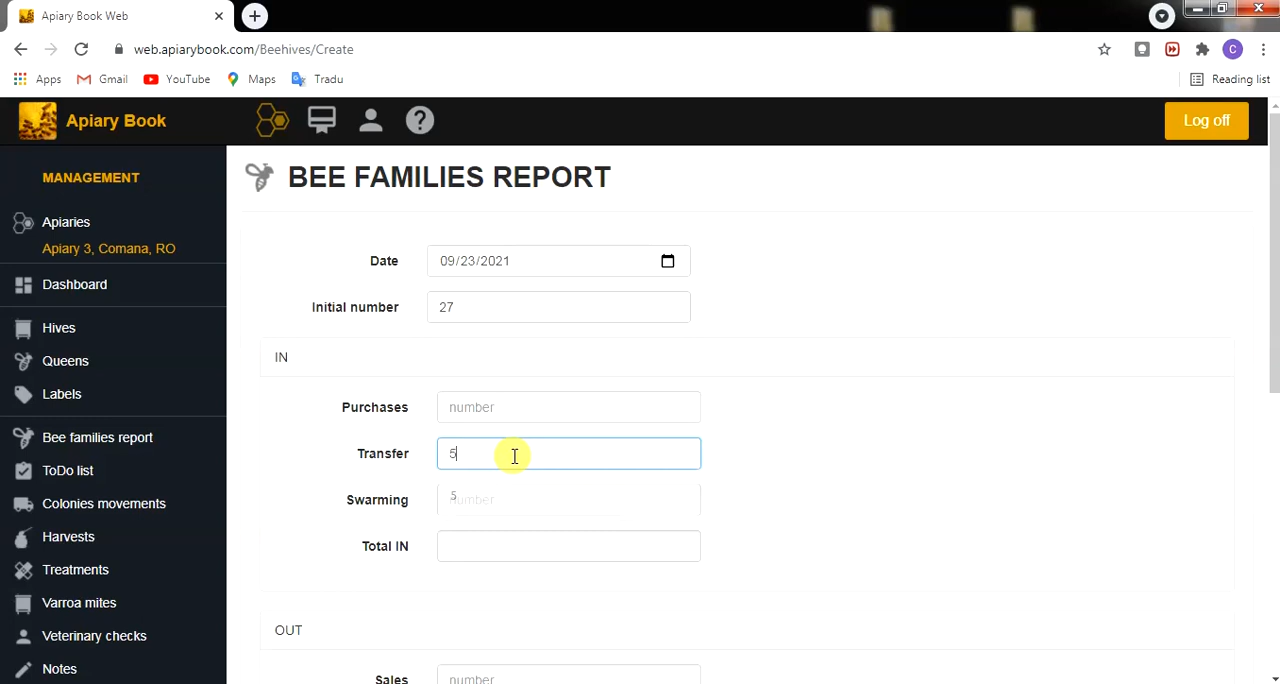 Apiary Book Web
web.apiarybook.com/Beehives/Create
C
Apps Gmail YouTube Maps Tradu Reading list
Apiary Book Log off
MANAGEMENT
Apiaries
Apiary 3, Comana, RO
Dashboard
Hives
Queens
Labels
Bee families report
ToDo list
Colonies movements
Harvests
Treatments
Varroa mites
Veterinary checks
Notes
BEE FAMILIES REPORT
Date 09/23/2021
Initial number 27
IN
Purchases number
Transfer 5
Swarming number
5
Total IN
OUT
Sales number